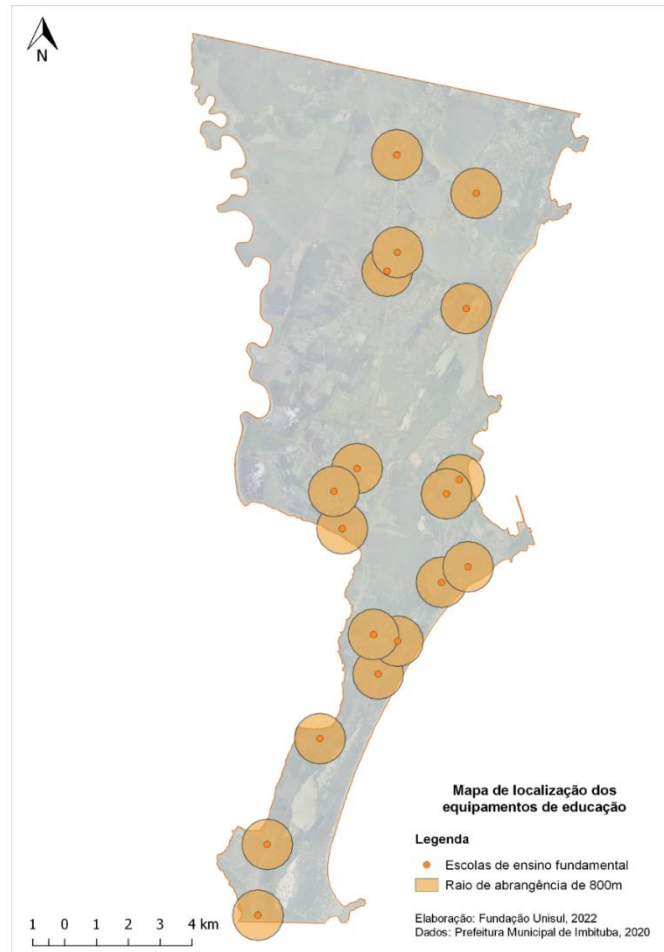 N
Mapa de localização dos
equipamentos de educação
Legenda
Escolas de ensino fundamental
Raio de abrangência de 800m
Elaboração: Fundação Unisul, 2022
Dados: Prefeitura Municipal de Imbituba, 2020
1 0 1 2 3 4 km